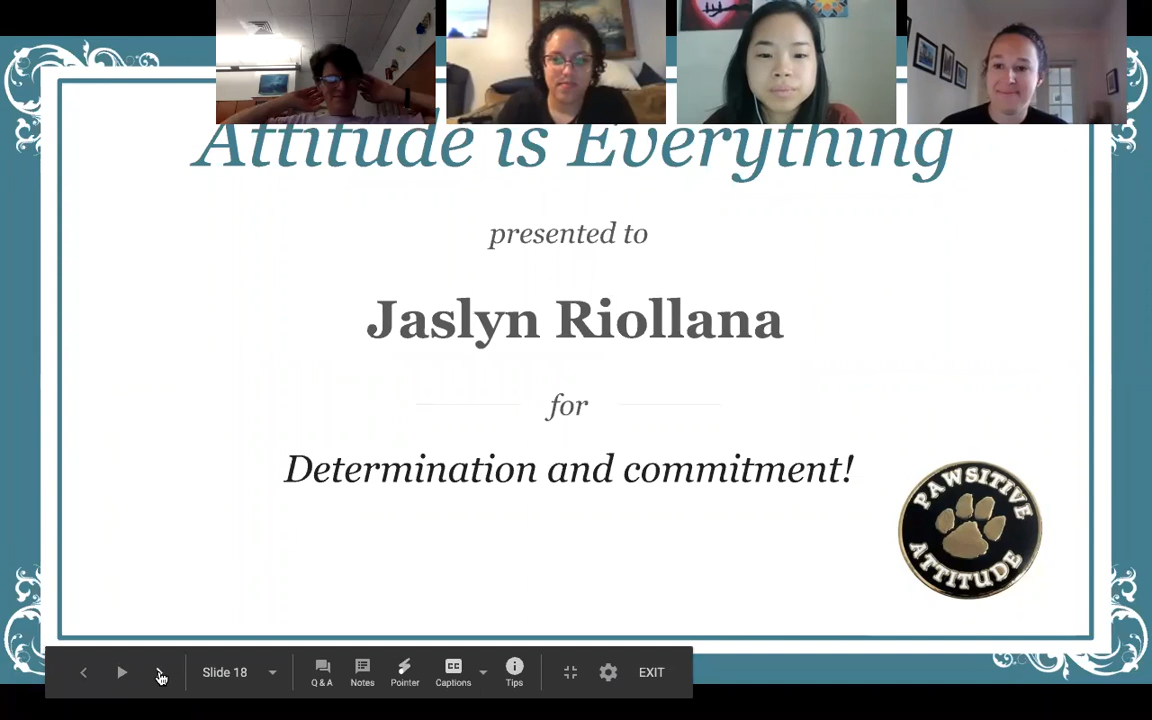 Attitude is Everything
presented to
Jaslyn Riollana
for
Determination and commitment!
PAWSITIVE
ATTITUDE
Slide 18
Q & A
Notes
Pointer
CC
Captions
Tips
EXIT